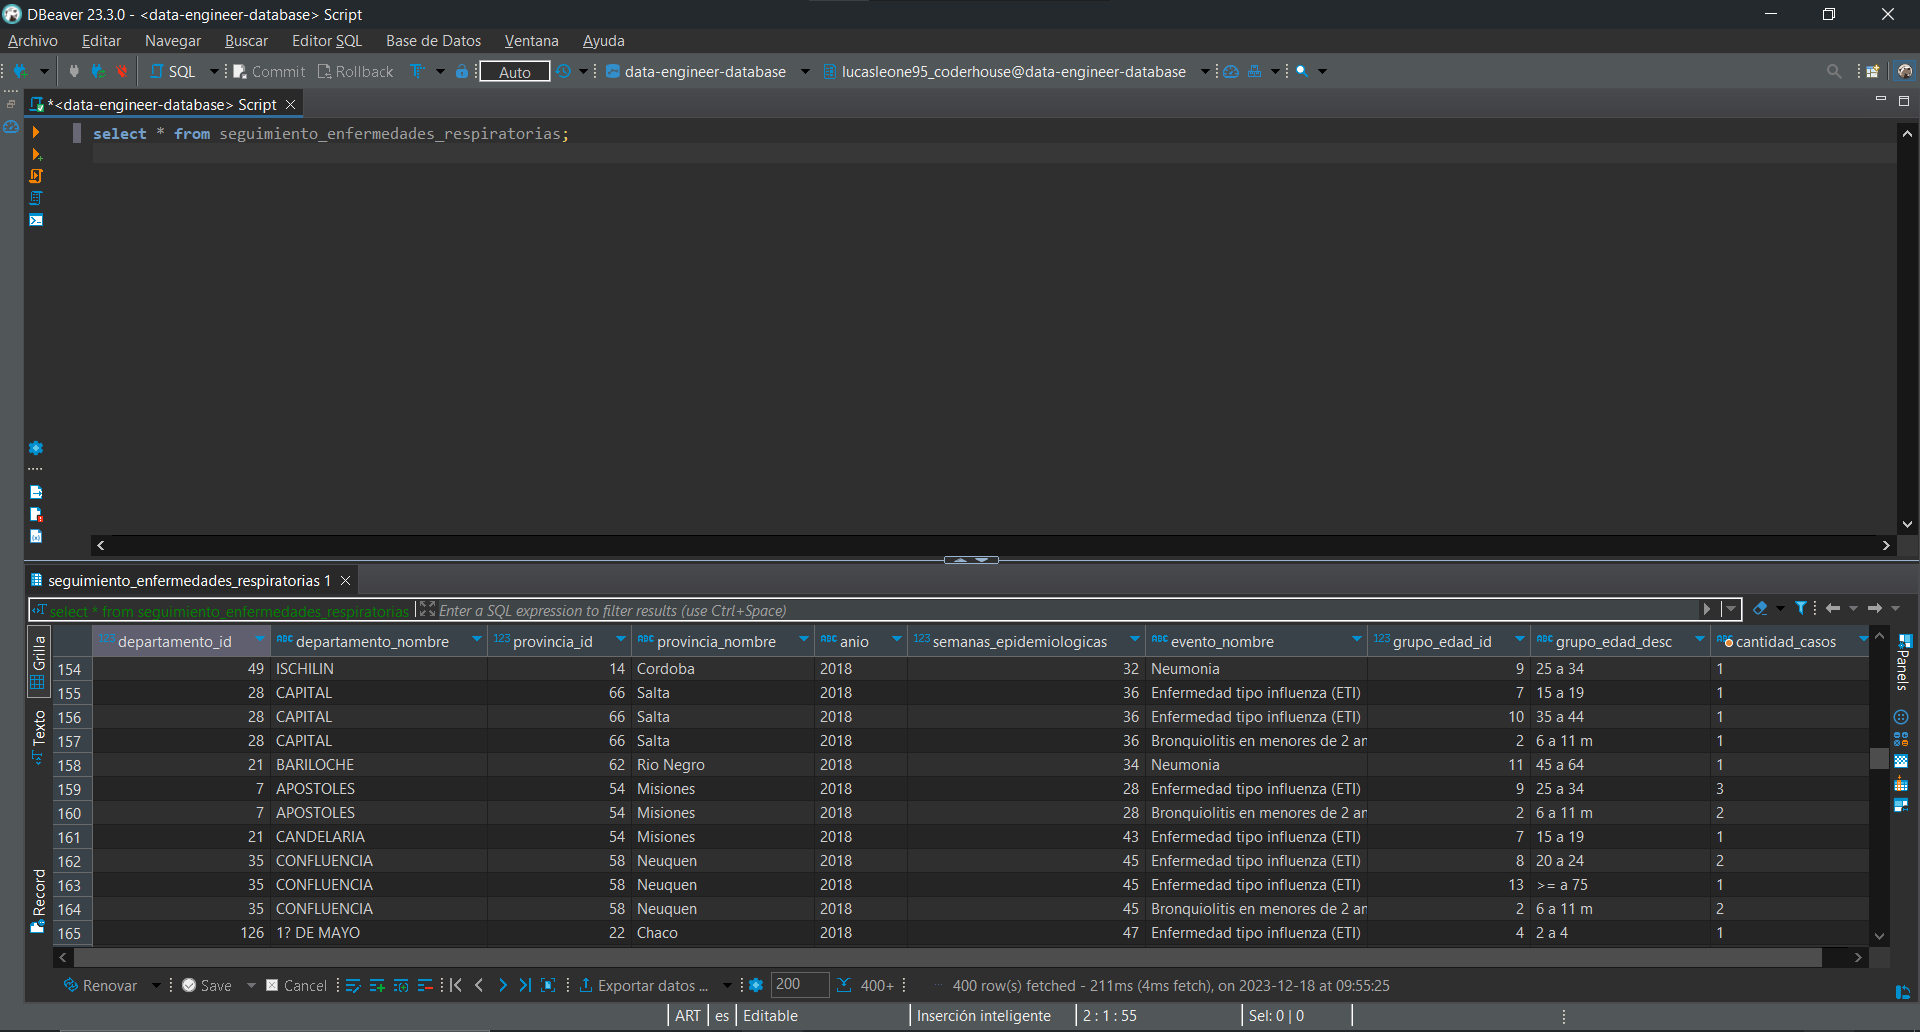 DBeaver 23.3.0 - <data-engineer-database> Script
Archivo Editar Navegar Buscar Editor SQL Base de Datos Ventana Ayuda
SQL Commit Rollback Auto data-engineer-database lucasleone95_coderhouse@data-engineer-database
*<data-engineer-database> Script
select * from seguimiento_enfermedades_respiratorias;
seguimiento_enfermedades_respiratorias 1
select * from seguimiento_enfermedades_respiratorias Enter a SQL expression to filter results (use Ctrl+Space)
Grilla
Texto
Record
Panels
123 departamento_id ABC departamento_nombre 123 provincia_id ABC provincia_nombre ABC anio 123 semanas_epidemiologicas ABC evento_nombre 123 grupo_edad_id ABC grupo_edad_desc ABC cantidad_casos
154 49 ISCHILIN 14 Cordoba 2018 32 Neumonia 9 25 a 34 1
155 28 CAPITAL 66 Salta 2018 36 Enfermedad tipo influenza (ETI) 7 15 a 19 1
156 28 CAPITAL 66 Salta 2018 36 Enfermedad tipo influenza (ETI) 10 35 a 44 1
157 28 CAPITAL 66 Salta 2018 36 Bronquiolitis en menores de 2 an 2 6 a 11 m 1
158 21 BARILOCHE 62 Rio Negro 2018 34 Neumonia 11 45 a 64 1
159 7 APOSTOLES 54 Misiones 2018 28 Enfermedad tipo influenza (ETI) 9 25 a 34 3
160 7 APOSTOLES 54 Misiones 2018 28 Bronquiolitis en menores de 2 an 2 6 a 11 m 2
161 21 CANDELARIA 54 Misiones 2018 43 Enfermedad tipo influenza (ETI) 7 15 a 19 1
162 35 CONFLUENCIA 58 Neuquen 2018 45 Enfermedad tipo influenza (ETI) 8 20 a 24 2
163 35 CONFLUENCIA 58 Neuquen 2018 45 Enfermedad tipo influenza (ETI) 13 >= a 75 1
164 35 CONFLUENCIA 58 Neuquen 2018 45 Bronquiolitis en menores de 2 an 2 6 a 11 m 2
165 126 1? DE MAYO 22 Chaco 2018 47 Enfermedad tipo influenza (ETI) 4 2 a 4 1
Renovar Save Cancel Exportar datos ... 200 400+ 400 row(s) fetched - 211ms (4ms fetch), on 2023-12-18 at 09:55:25
ART es Editable Inserción inteligente 2 : 1 : 55 Sel: 0 | 0